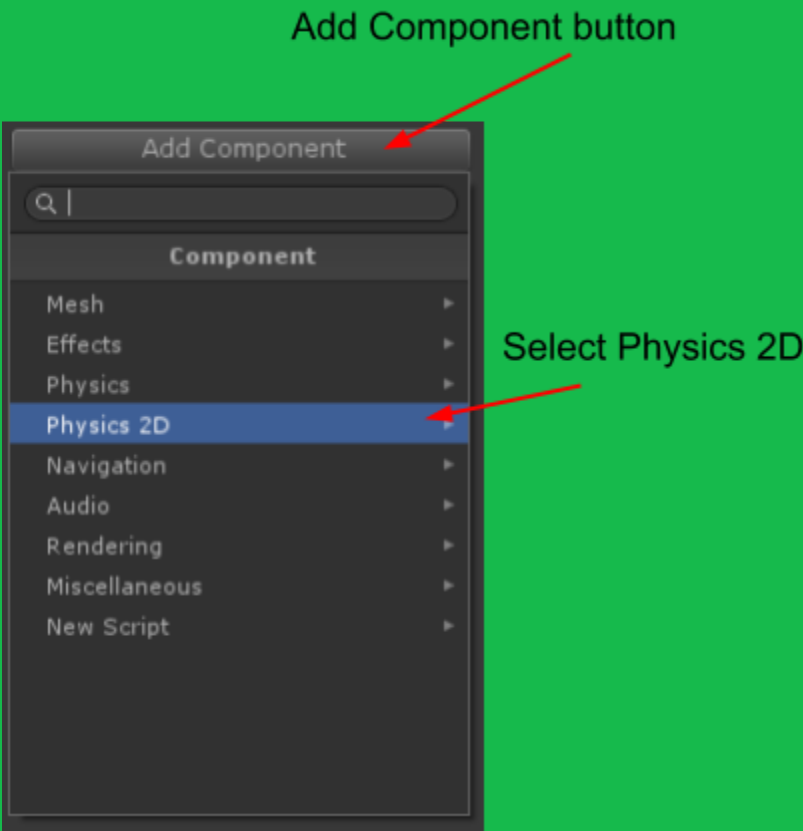 Add Component button
Add Component
Component
Mesh
Effects
Physics
Select Physics 2D
Physics 2D
Navigation
Audio
Rendering
Miscellaneous
New Script